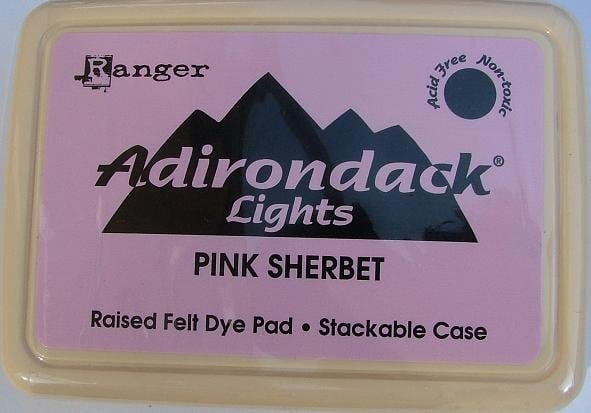 Ranger
Acid Free Non-toxic
Adirondack®
Lights
PINK SHERBET
Raised Felt Dye Pad • Stackable Case